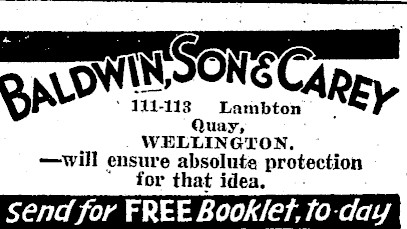 BALDWIN, SON & CAREY
111-113 Lambton
Quay,
WELLINGTON.
—will ensure absolute protection
for that idea.
Send for FREE Booklet, to-day